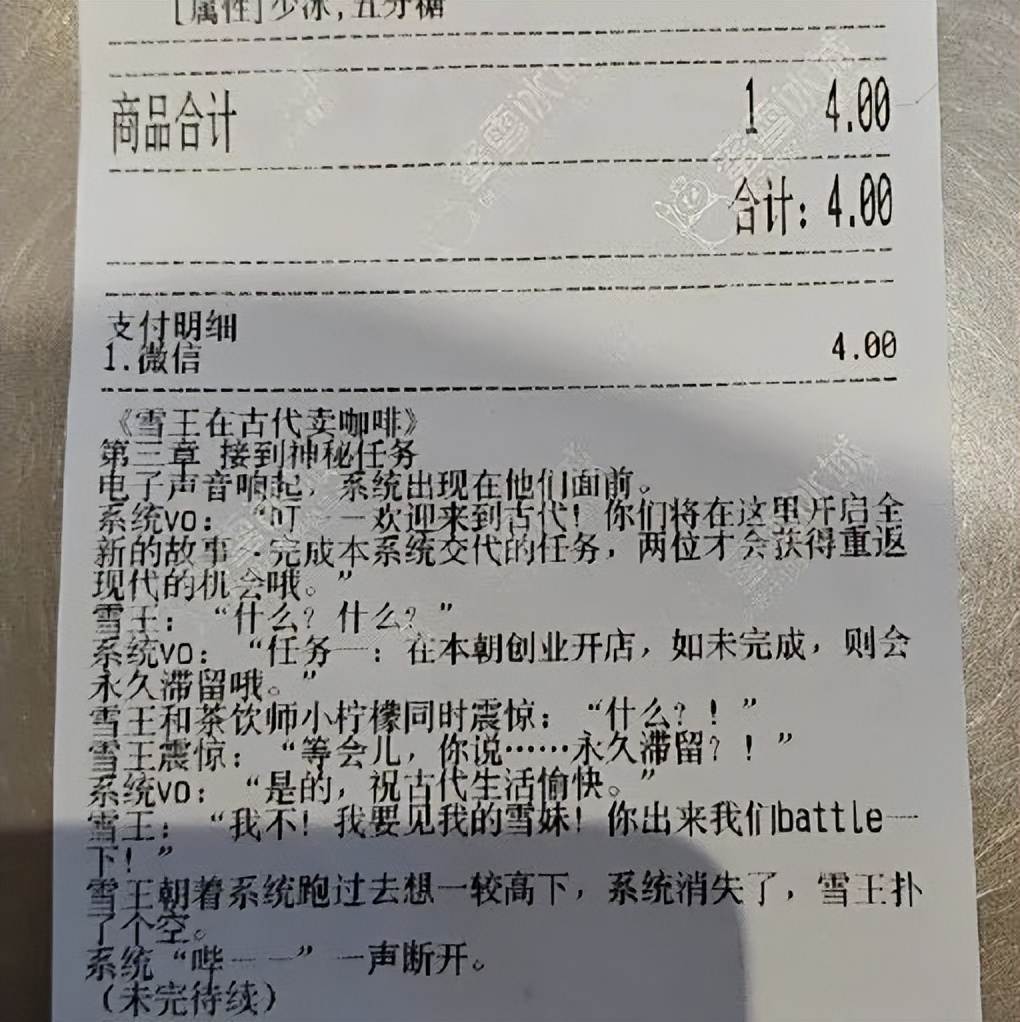 [属性]少冰,五分糖
商品合计 1 4.00
合计: 4.00
支付明细
1.微信 4.00
《雪王在古代卖咖啡》
第三章 接到神秘任务
电子声音响起，系统出现在他们面前。
系统vo：“叮——欢迎来到古代！你们将在这里开启全
新的故事～完成本系统交代的任务，两位才会获得重返
现代的机会哦。”
雪王：“什么？什么？”
系统vo：“任务一：在本朝创业开店，如未完成，则会
永久滞留哦。”
雪王和茶饮师小柠檬同时震惊：“什么？！”
雪王震惊：“等会儿，你说……永久滞留？！”
系统vo：“是的，祝古代生活愉快。”
雪王：“我不！我要见我的雪妹！你出来我们battle一
下！”
雪王朝着系统跑过去想一较高下，系统消失了，雪王扑
了个空。
系统“哔——”一声断开。
（未完待续）
蜜雪冰城